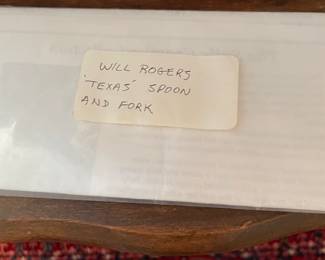 WILL ROGERS
'TEXAS' SPOON
AND FORK